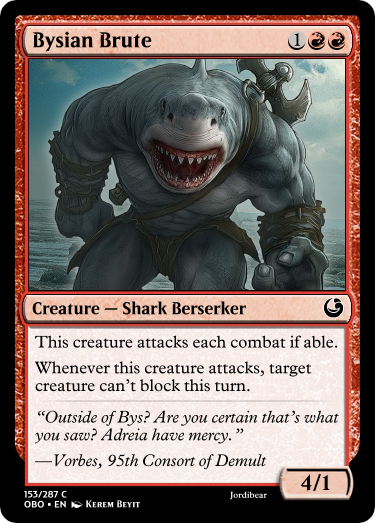 Bysian Brute 1
Creature — Shark Berserker
This creature attacks each combat if able.
Whenever this creature attacks, target
creature can't block this turn.
“Outside of Bys? Are you certain that’s what
you saw? Adreia have mercy.”
—Vorbes, 95th Consort of Demult
4/1
153/287 C
OBO • EN Kerem Beyit
Jordibear